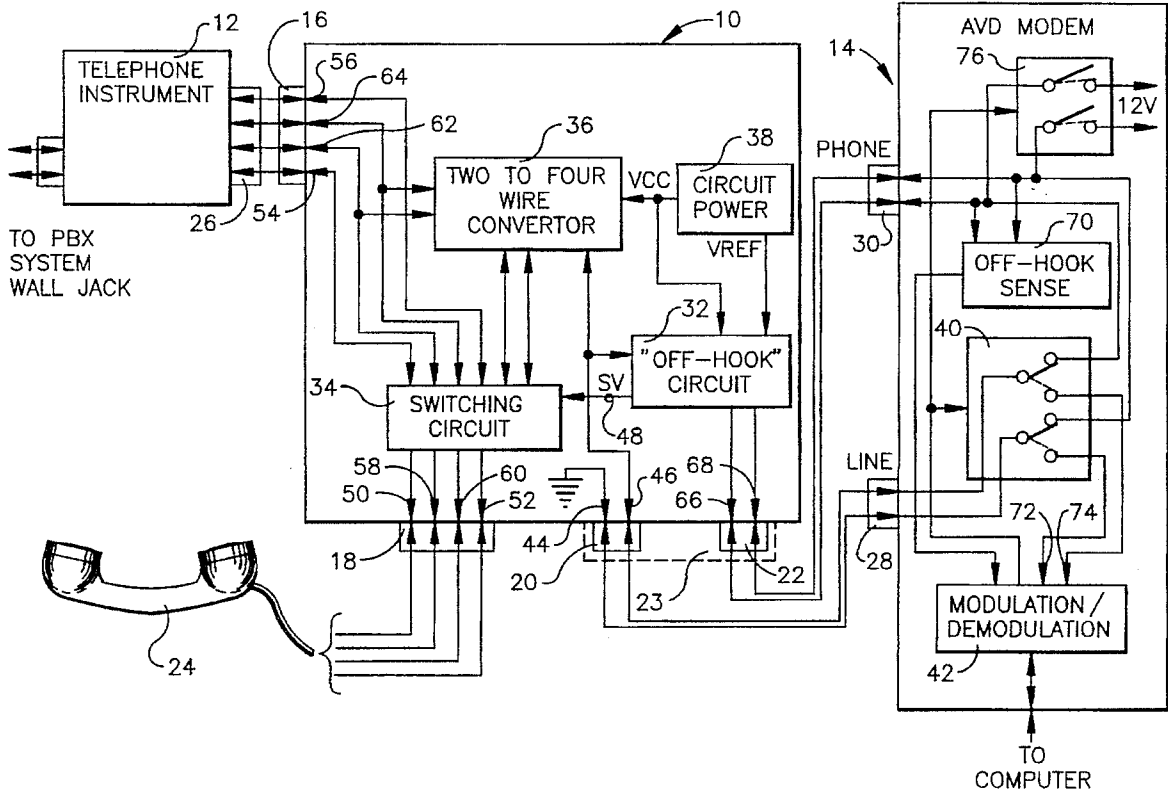 12
16
10
14
AVD MODEM
TELEPHONE
INSTRUMENT
56
64
62
76
12V
36
38
PHONE
TWO TO FOUR
WIRE
CONVERTOR
VCC
CIRCUIT
POWER
VREF
26
54
30
70
OFF-HOOK
SENSE
TO PBX
SYSTEM
WALL JACK
32
"OFF-HOOK"
CIRCUIT
40
34
SWITCHING
CIRCUIT
SV
48
58
50
60
52
46
44
68
66
LINE
72
74
18
20
23
22
28
24
MODULATION/
DEMODULATION
42
TO
COMPUTER